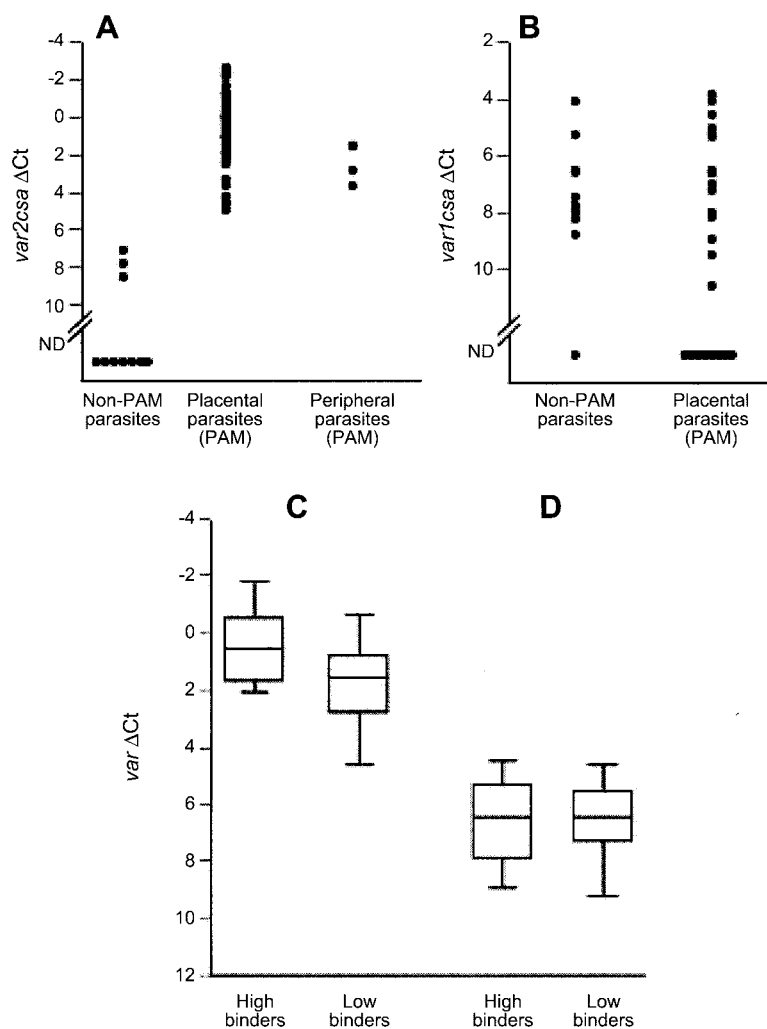 A
B
-4
-2
0
2
4
6
8
10
ND
var2csa ΔCt
Non-PAM
parasites
Placental
parasites
(PAM)
Peripheral
parasites
(PAM)
2
4
6
8
10
ND
var1csa ΔCt
Non-PAM
parasites
Placental
parasites
(PAM)
C
D
-4
-2
0
2
4
6
8
10
12
var ΔCt
High
binders
Low
binders
High
binders
Low
binders